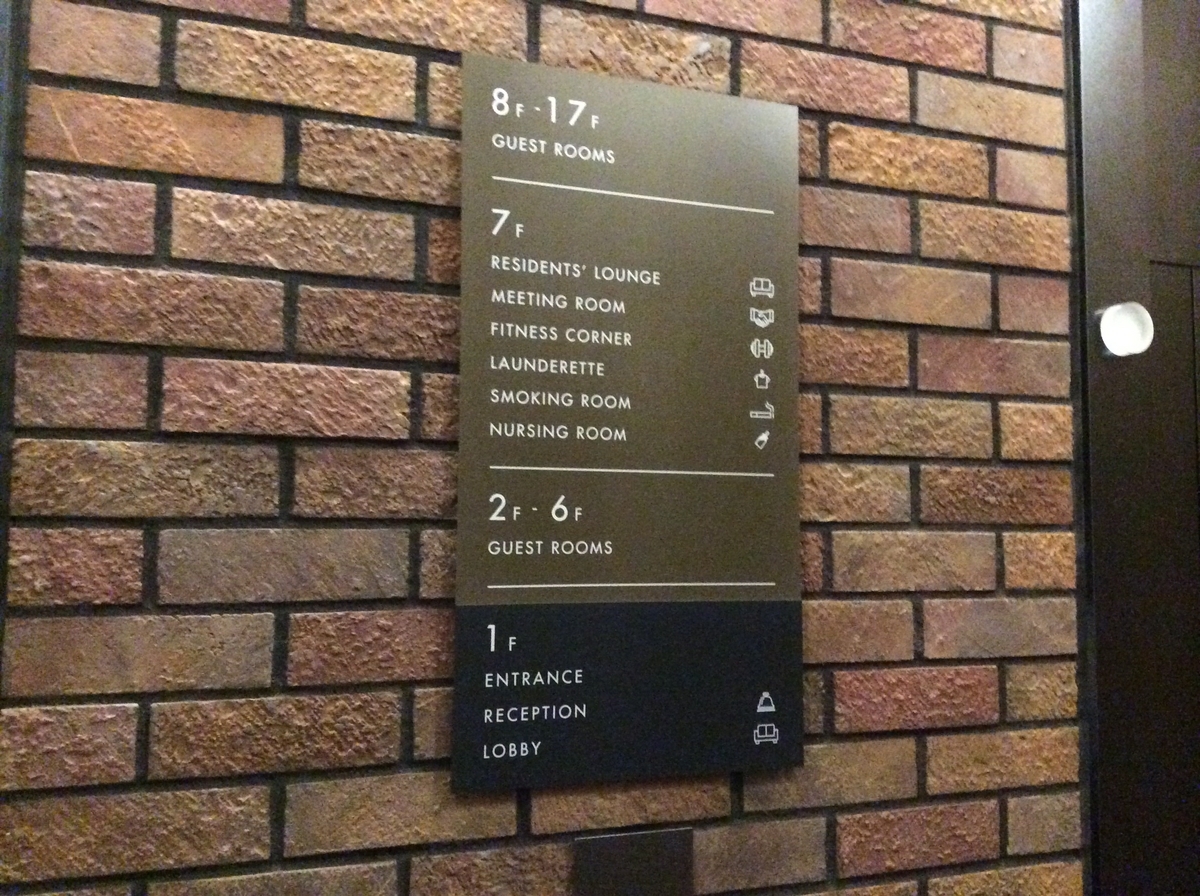 8F - 17F
GUEST ROOMS
7F
RESIDENTS' LOUNGE
MEETING ROOM
FITNESS CORNER
LAUNDERETTE
SMOKING ROOM
NURSING ROOM
2F - 6F
GUEST ROOMS
1F
ENTRANCE
RECEPTION
LOBBY